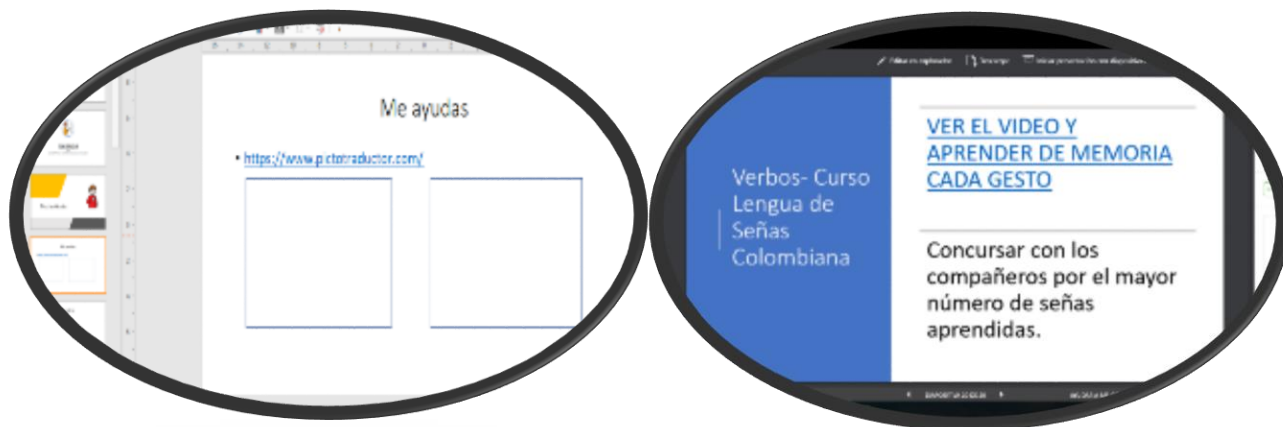 Me ayudas
• https://www.pictotraductor.com/
Verbos- Curso
Lengua de
Señas
Colombiana
VER EL VIDEO Y
APRENDER DE MEMORIA
CADA GESTO
Concursar con los
compañeros por el mayor
número de señas
aprendidas.